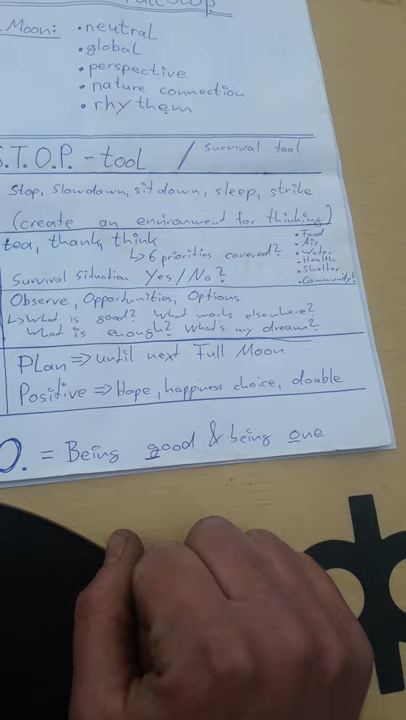 Moon: • neutral
• global
• perspective
• nature connection
• rhy them
S.T.O.P. - tool / survival tool
Stop, slowdown, sit down, sleep, strike
(create an environment for thinking)
tea, thank, think
↳ 6 priorities covered?
• Food
• Air
• Water
• Health
• Shelter
• Community!
Survival situation Yes/No?
Observe, Opportunities, Options
↳ What is good? What works elsewhere?
What is enough? What's my dream?
Plan ⇒ until next Full Moon
Positive ⇒ Hope, happiness choice, doable
O. = Being good & being one